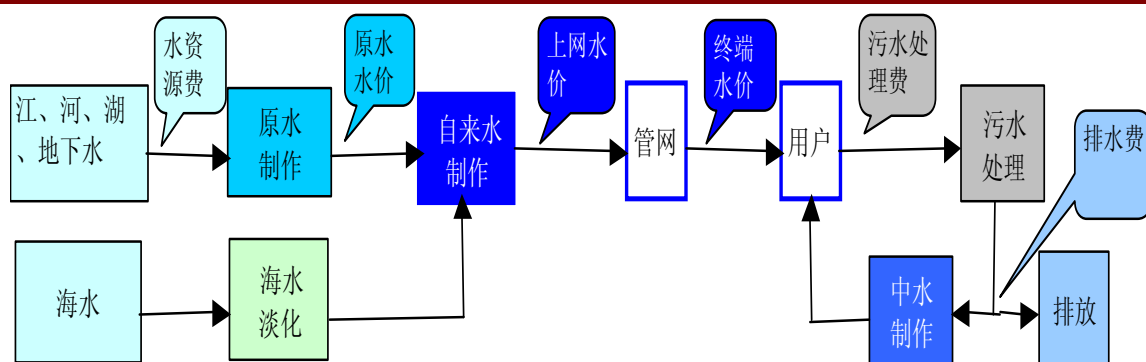 水资
源费
原水
水价
上网水
价
终端
水价
污水处
理费
江、河、湖
、地下水
原水
制作
自来水
制作
管网
用户
污水
处理
排水费
海水
海水
淡化
中水
制作
排放